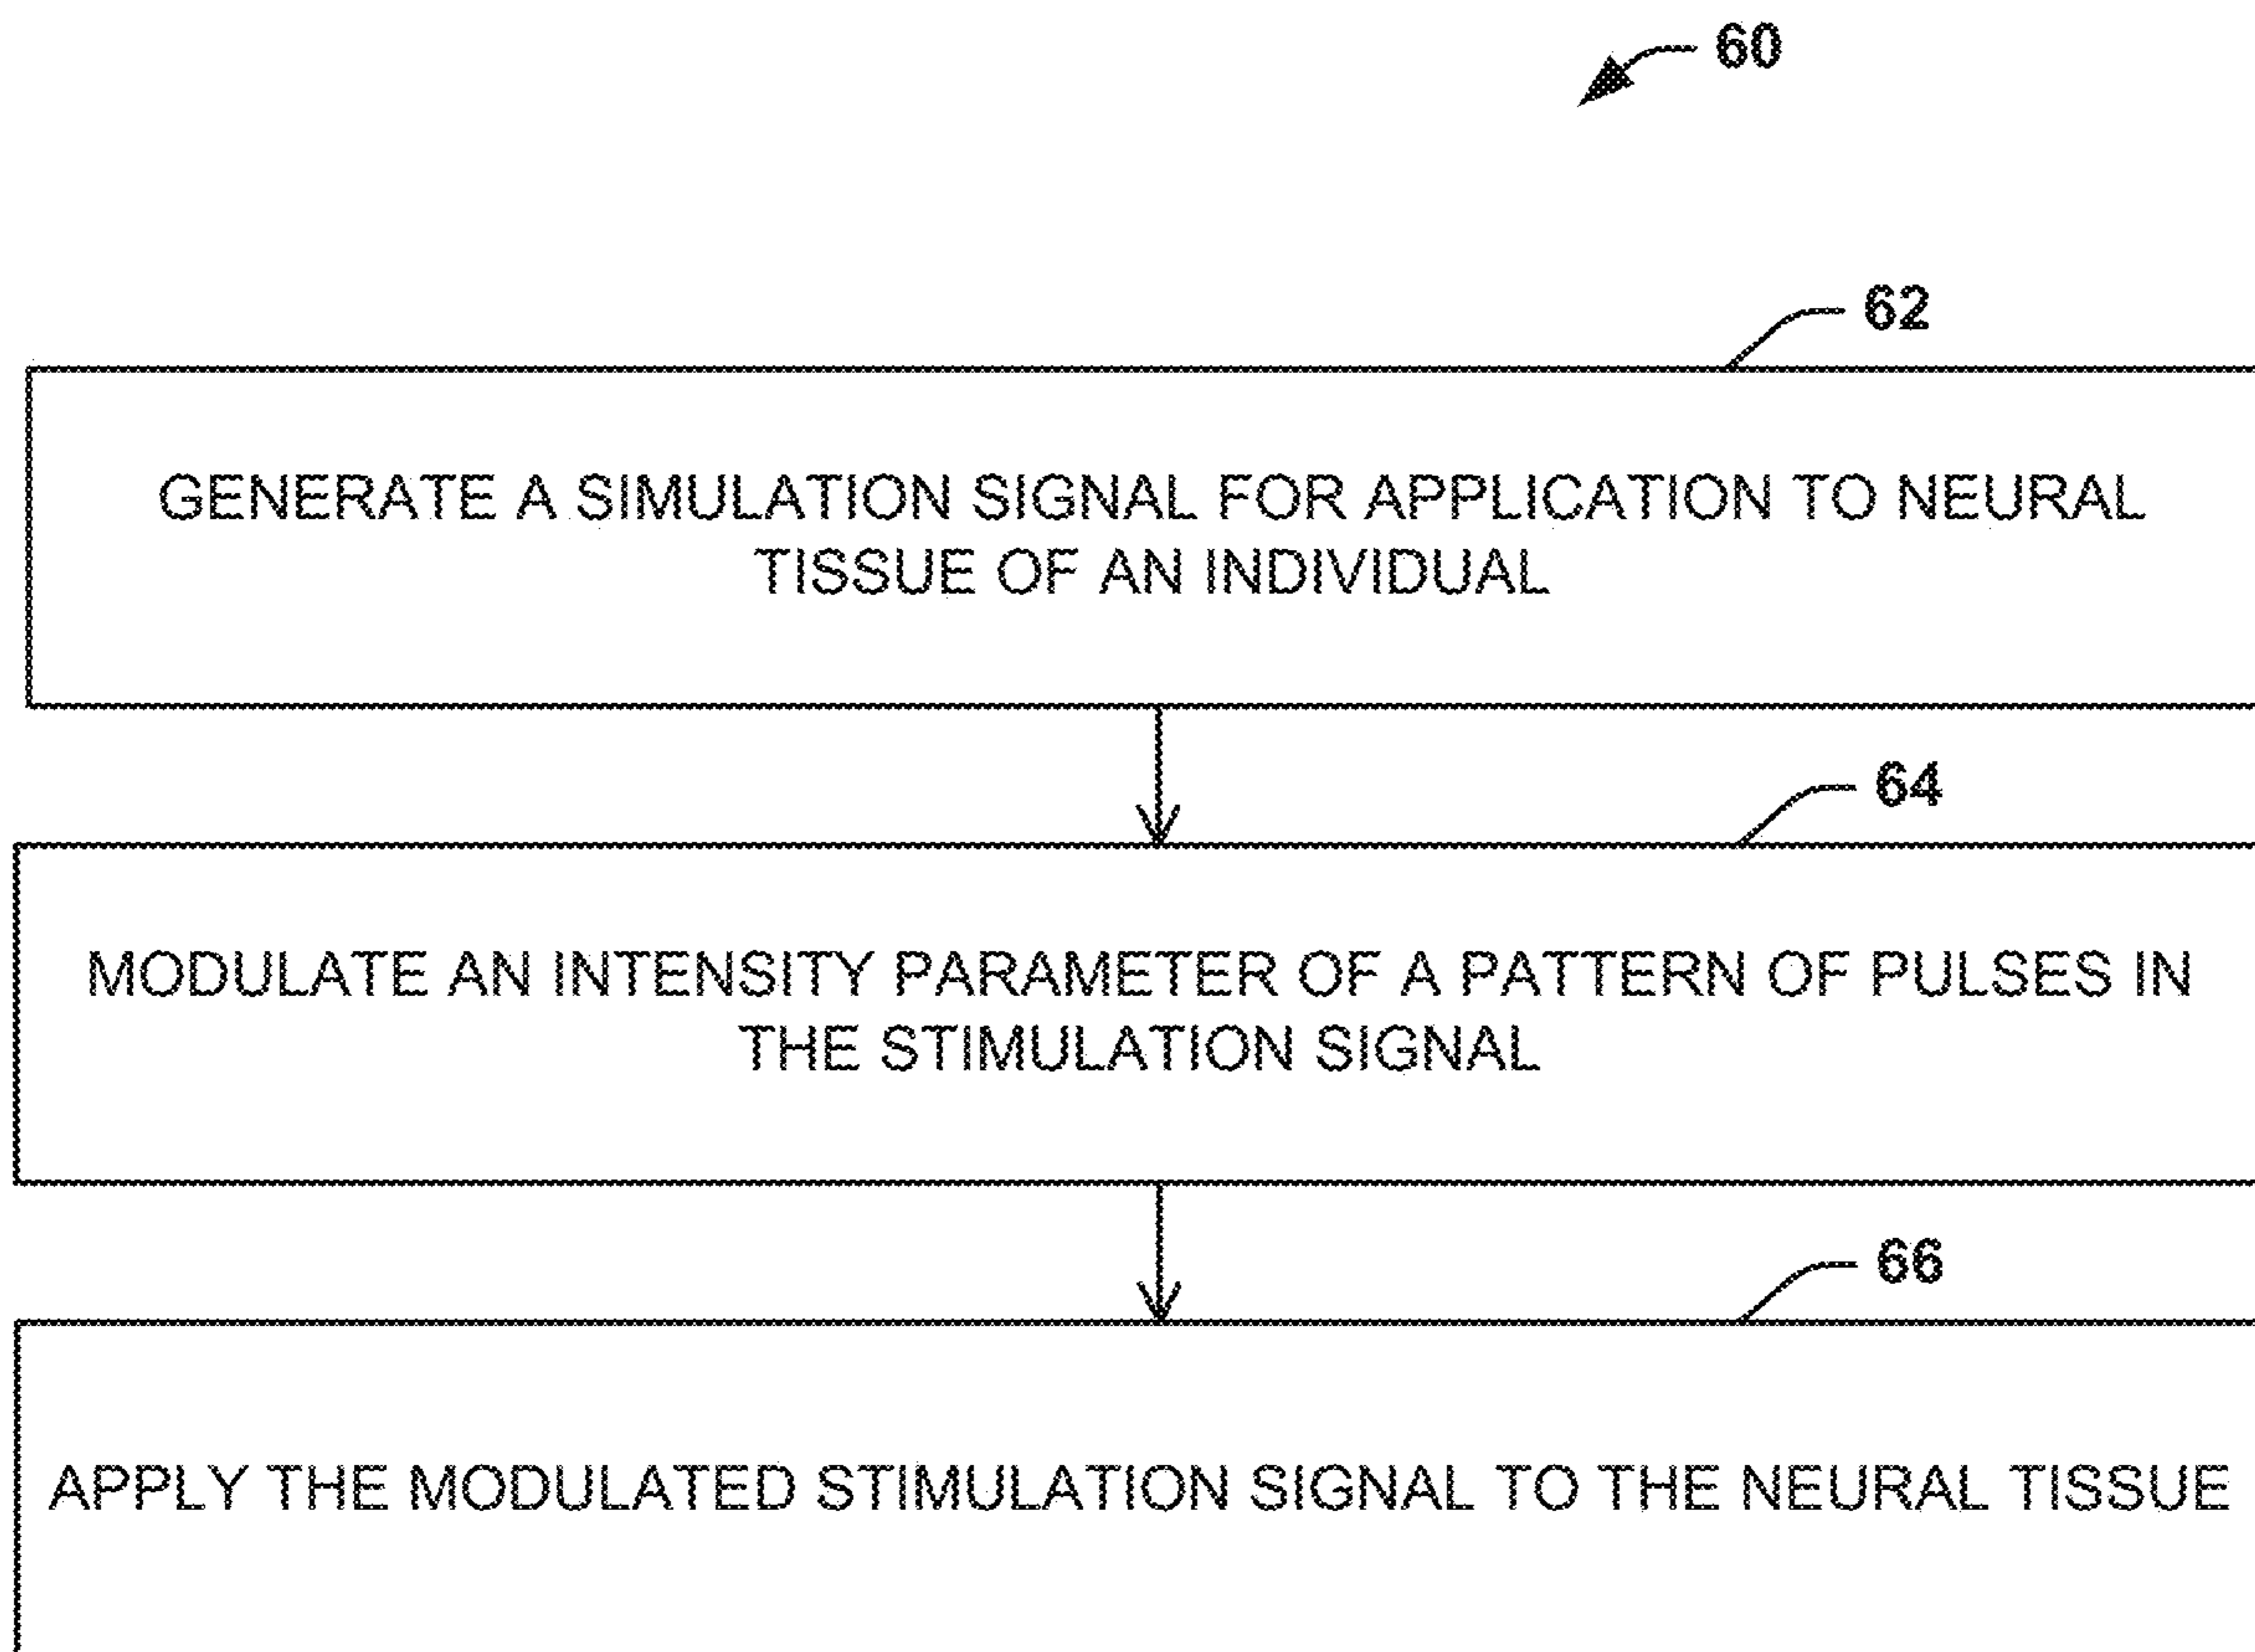 60
62
GENERATE A SIMULATION SIGNAL FOR APPLICATION TO NEURAL
TISSUE OF AN INDIVIDUAL
64
MODULATE AN INTENSITY PARAMETER OF A PATTERN OF PULSES IN
THE STIMULATION SIGNAL
66
APPLY THE MODULATED STIMULATION SIGNAL TO THE NEURAL TISSUE